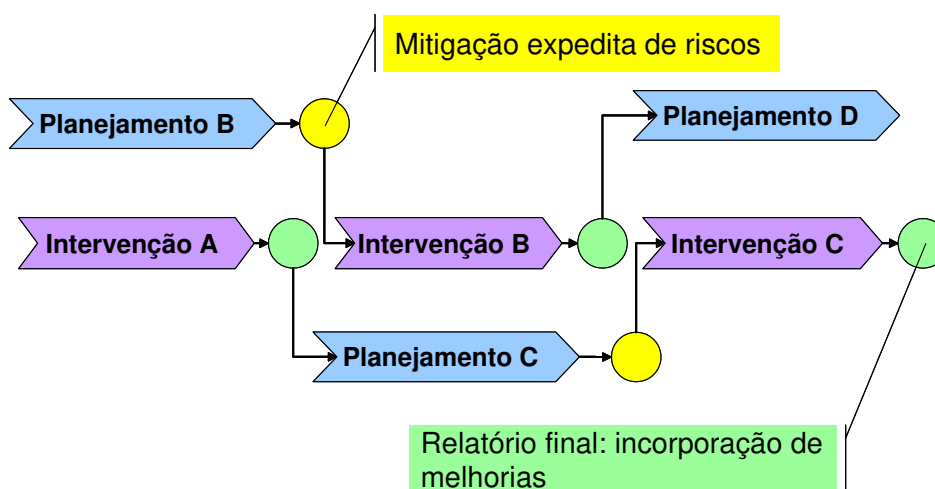 Mitigação expedita de riscos
Planejamento B
Planejamento D
Intervenção A
Intervenção B
Intervenção C
Planejamento C
Relatório final: incorporação de
melhorias